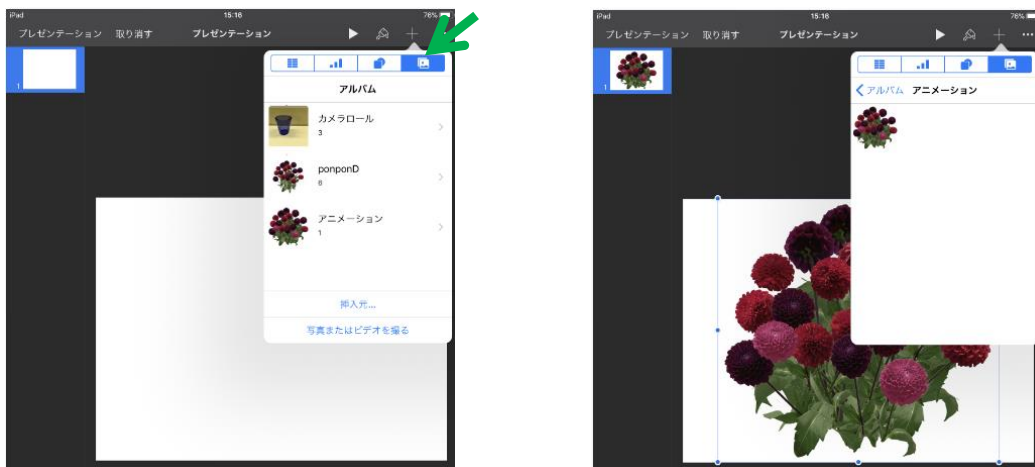 iPad 15:16 76%
プレゼンテーション 取り消す プレゼンテーション
アルバム
カメラロール
3
ponponD
6
アニメーション
1
挿入元...
写真またはビデオを撮る
1
iPad 15:16 76%
プレゼンテーション 取り消す プレゼンテーション
アルバム アニメーション
1